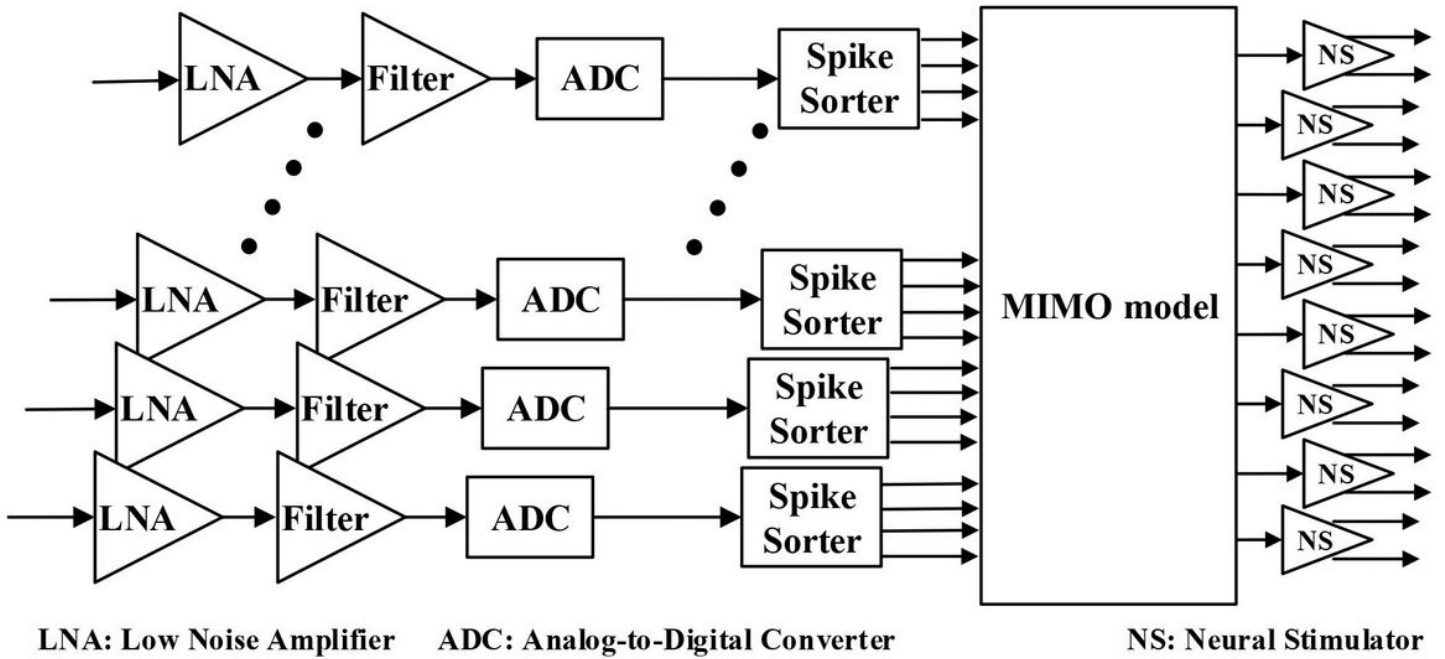 LNA
Filter
ADC
Spike
Sorter
LNA
Filter
ADC
Spike
Sorter
LNA
Filter
ADC
Spike
Sorter
LNA
Filter
ADC
Spike
Sorter
MIMO model
NS
NS
NS
NS
NS
NS
NS
NS
LNA: Low Noise Amplifier
ADC: Analog-to-Digital Converter
NS: Neural Stimulator